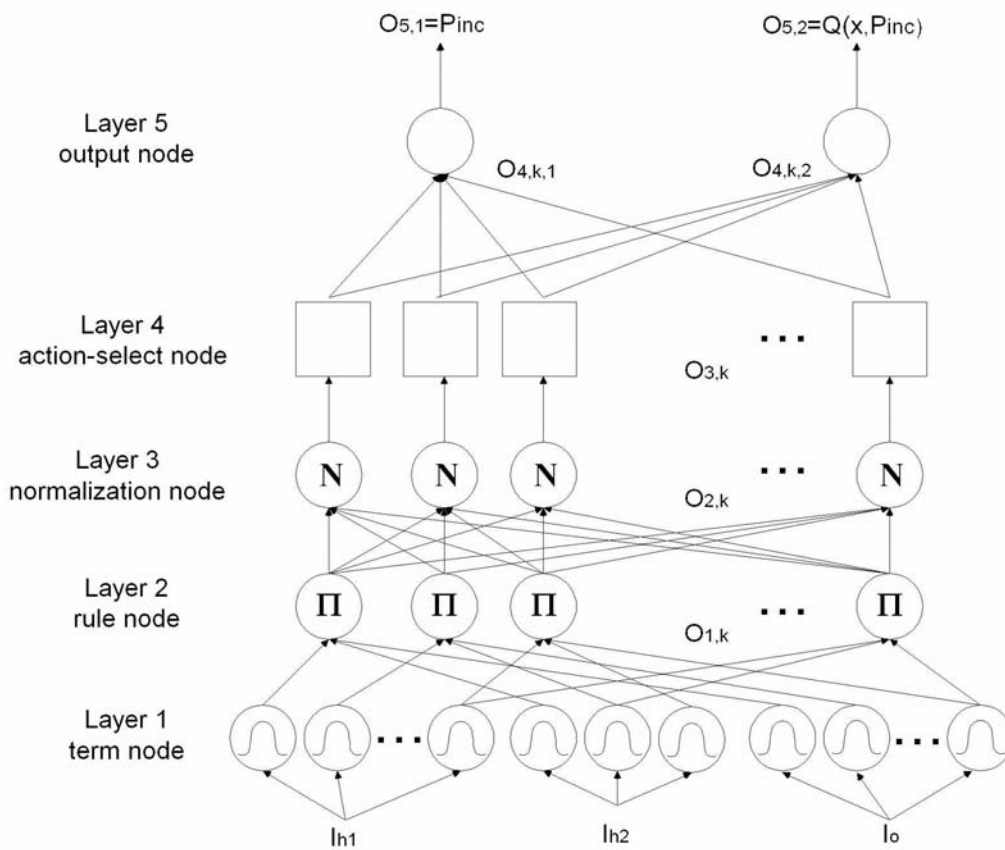 O5,1=Pinc
O5,2=Q(x,Pinc)
Layer 5
output node
O4,k,1
O4,k,2
Layer 4
action-select node
...
O3,k
Layer 3
normalization node
N
N
N
...
N
O2,k
Layer 2
rule node
Π
Π
Π
...
Π
O1,k
Layer 1
term node
...
...
Ih1
Ih2
Io